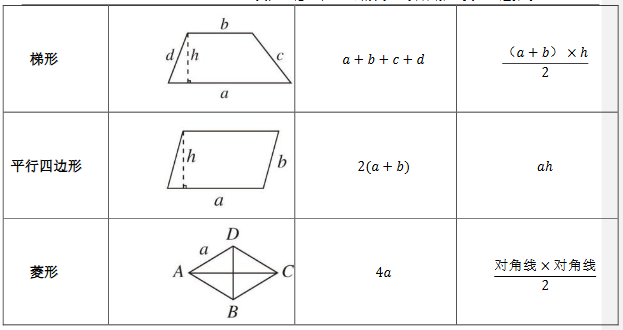 梯形
b
d h c
a
a + b + c + d
（a + b）× h
2
平行四边形
h b
a
2(a + b)
ah
菱形
D
a
A C
B
4a
对角线 × 对角线
2